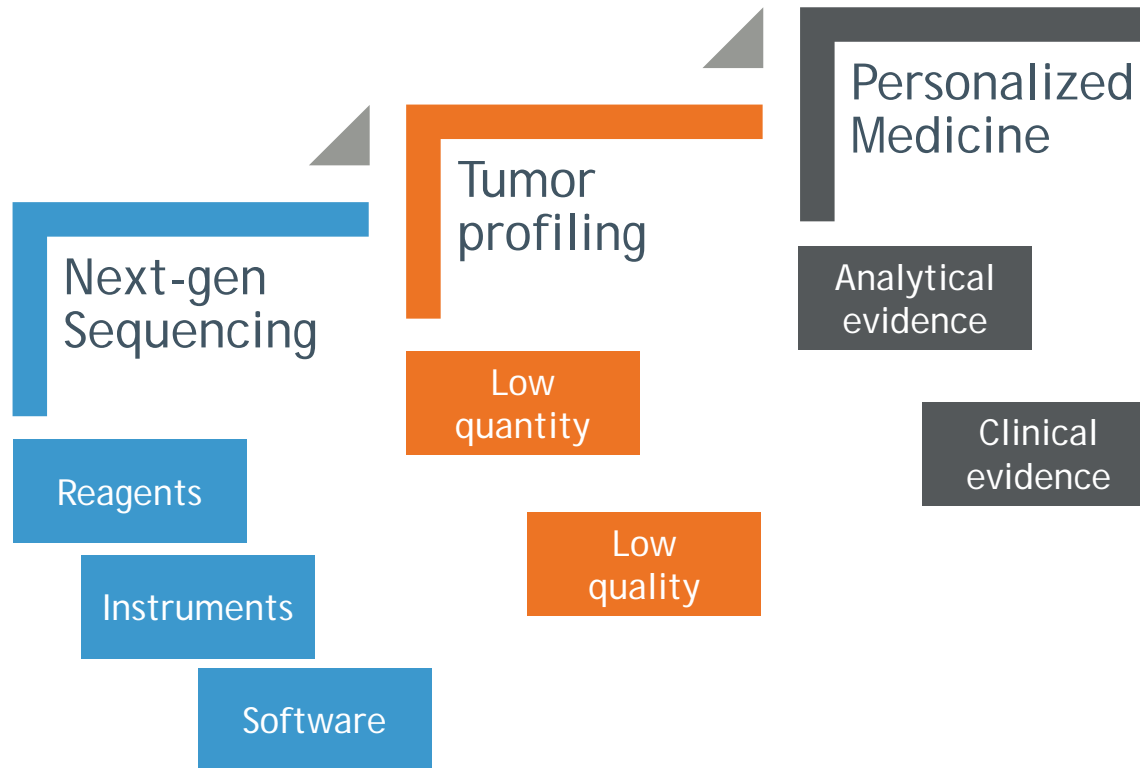 Next-gen
Sequencing
Reagents
Instruments
Software
Tumor
profiling
Low
quantity
Low
quality
Personalized
Medicine
Analytical
evidence
Clinical
evidence